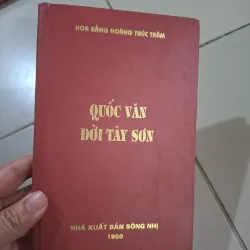 HOA BẰNG HOÀNG THÚC TRÂM
QUỐC VĂN
ĐỜI TÂY SƠN
NHÀ XUẤT BẢN SÔNG NHỊ
1950